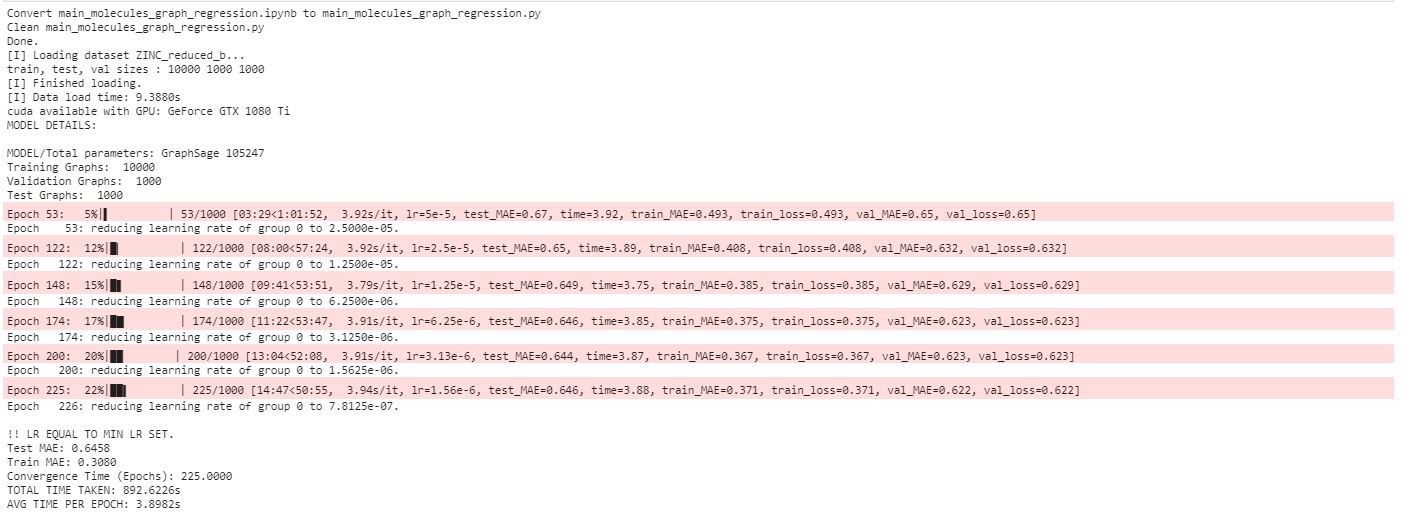 Convert main_molecules_graph_regression.ipynb to main_molecules_graph_regression.py
Clean main_molecules_graph_regression.py
Done.
[I] Loading dataset ZINC_reduced_b...
train, test, val sizes : 10000 1000 1000
[I] Finished loading.
[I] Data load time: 9.3880s
cuda available with GPU: GeForce GTX 1080 Ti
MODEL DETAILS:
MODEL/Total parameters: GraphSage 105247
Training Graphs:  10000
Validation Graphs:  1000
Test Graphs:  1000
Epoch 53:   5%|▌         | 53/1000 [03:29<1:01:52,  3.92s/it, lr=5e-5, test_MAE=0.67, time=3.92, train_MAE=0.493, train_loss=0.493, val_MAE=0.65, val_loss=0.65]
Epoch    53: reducing learning rate of group 0 to 2.5000e-05.
Epoch 122:  12%|█▏        | 122/1000 [08:00<57:24,  3.92s/it, lr=2.5e-5, test_MAE=0.65, time=3.89, train_MAE=0.408, train_loss=0.408, val_MAE=0.632, val_loss=0.632]
Epoch   122: reducing learning rate of group 0 to 1.2500e-05.
Epoch 148:  15%|█▍        | 148/1000 [09:41<53:51,  3.79s/it, lr=1.25e-5, test_MAE=0.649, time=3.75, train_MAE=0.385, train_loss=0.385, val_MAE=0.629, val_loss=0.629]
Epoch   148: reducing learning rate of group 0 to 6.2500e-06.
Epoch 174:  17%|█▋        | 174/1000 [11:22<53:47,  3.91s/it, lr=6.25e-6, test_MAE=0.646, time=3.85, train_MAE=0.375, train_loss=0.375, val_MAE=0.623, val_loss=0.623]
Epoch   174: reducing learning rate of group 0 to 3.1250e-06.
Epoch 200:  20%|██        | 200/1000 [13:04<52:08,  3.91s/it, lr=3.13e-6, test_MAE=0.644, time=3.87, train_MAE=0.367, train_loss=0.367, val_MAE=0.623, val_loss=0.623]
Epoch   200: reducing learning rate of group 0 to 1.5625e-06.
Epoch 225:  22%|██▎       | 225/1000 [14:47<50:55,  3.94s/it, lr=1.56e-6, test_MAE=0.646, time=3.88, train_MAE=0.371, train_loss=0.371, val_MAE=0.622, val_loss=0.622]
Epoch   226: reducing learning rate of group 0 to 7.8125e-07.
!! LR EQUAL TO MIN LR SET.
Test MAE: 0.6458
Train MAE: 0.3080
Convergence Time (Epochs): 225.0000
TOTAL TIME TAKEN: 892.6226s
AVG TIME PER EPOCH: 3.8982s